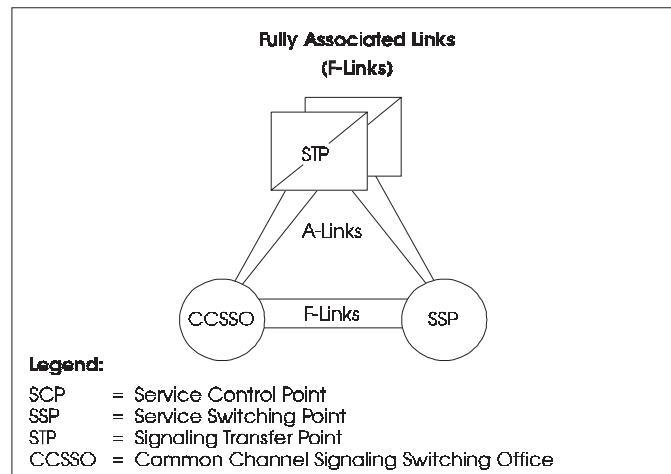 Fully Associated Links
(F-Links)
STP
A-Links
CCSSO
F-Links
SSP
Legend:
SCP = Service Control Point
SSP = Service Switching Point
STP = Signaling Transfer Point
CCSSO = Common Channel Signaling Switching Office